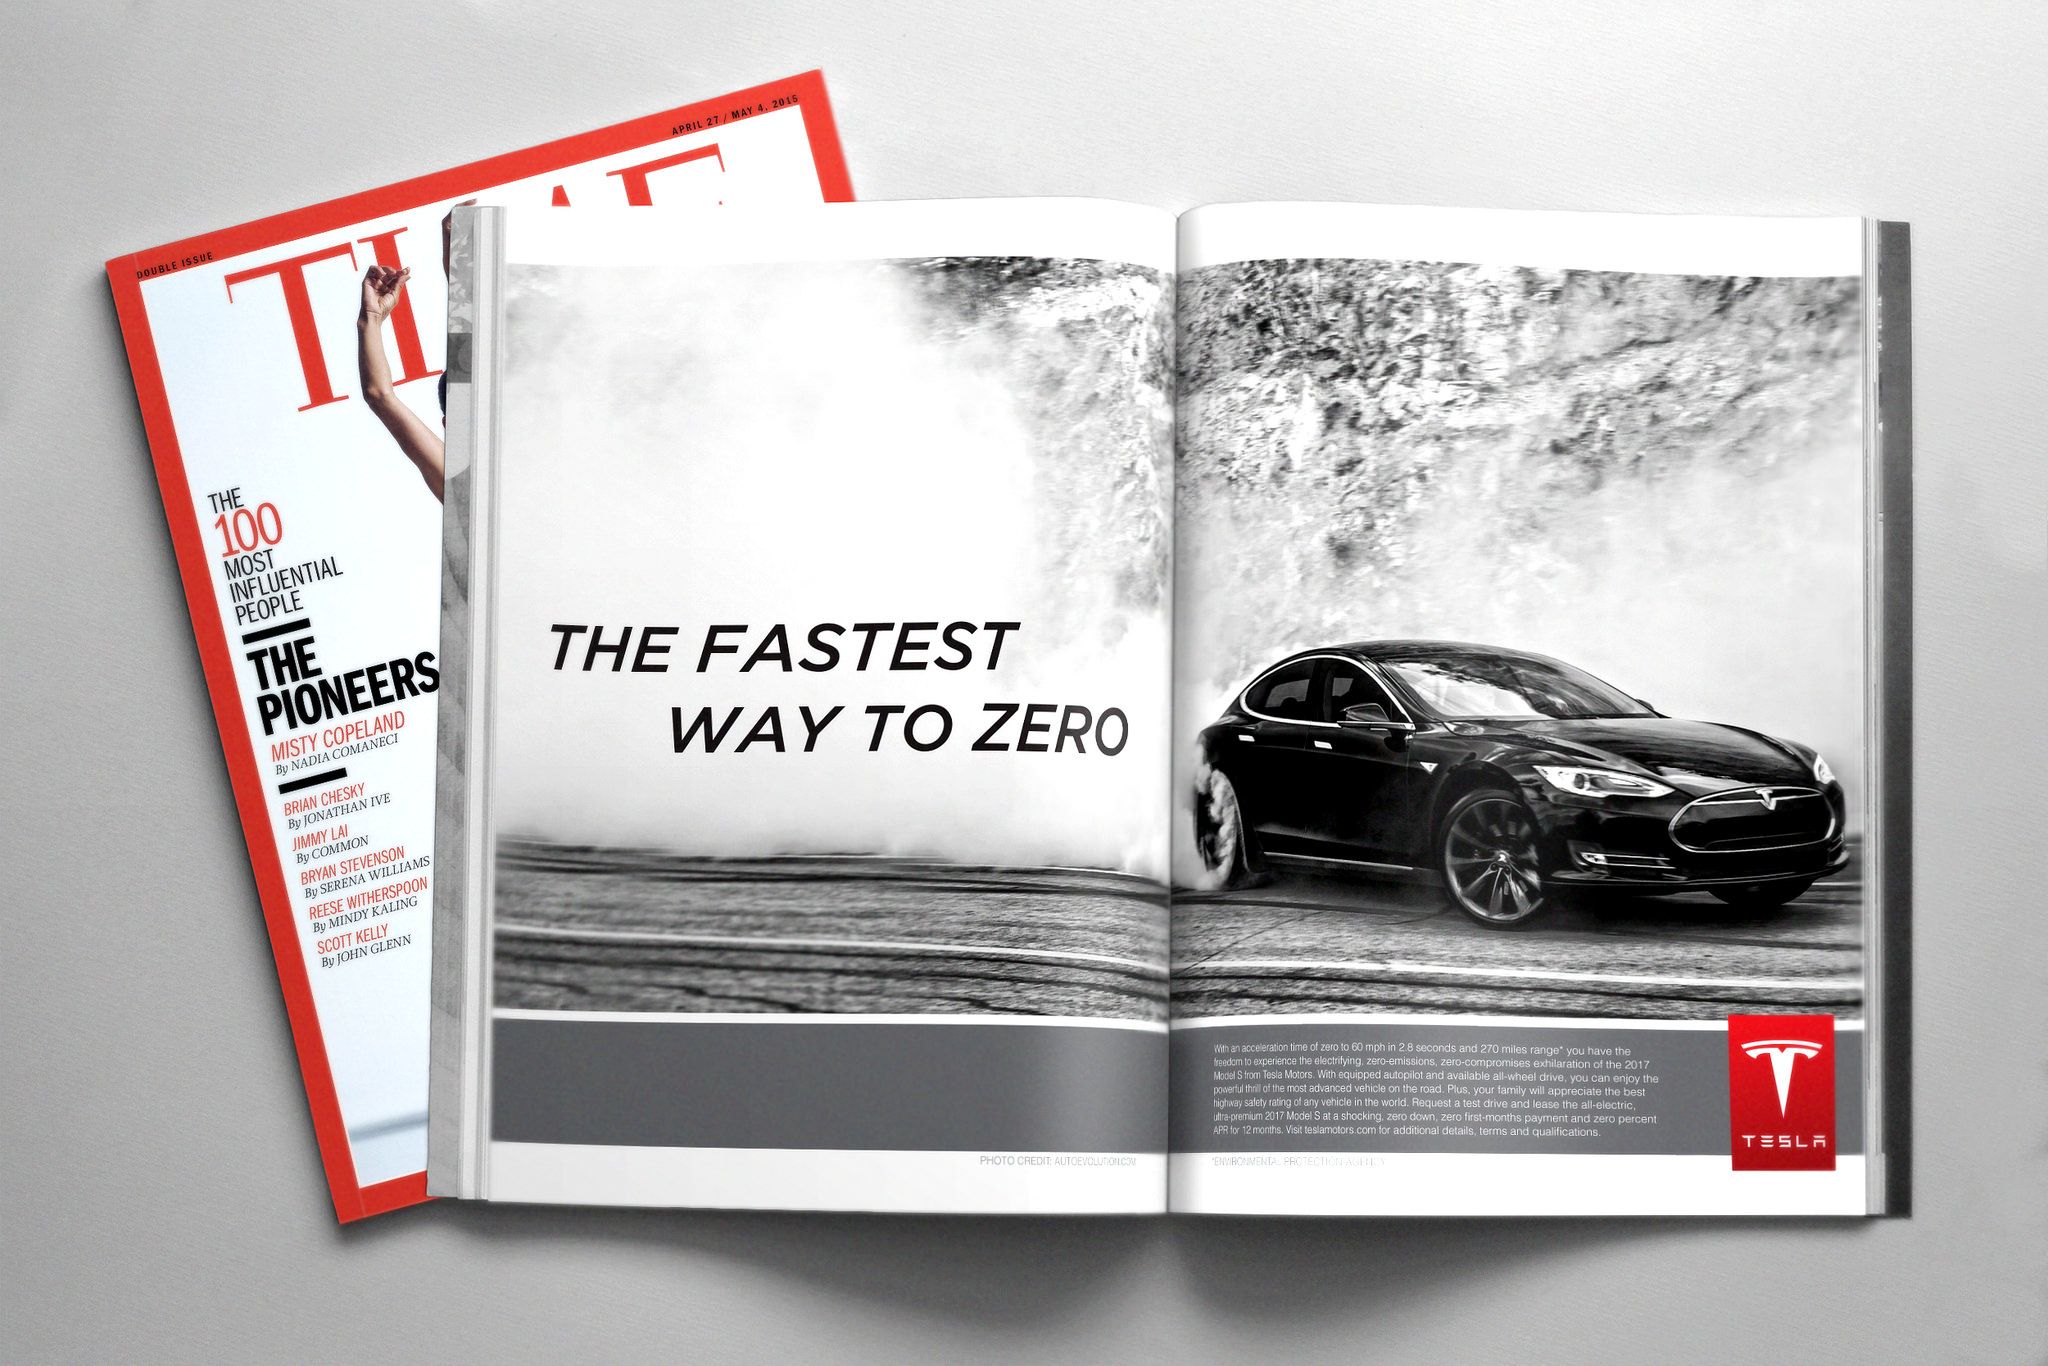 DOUBLE ISSUE
APRIL 27 / MAY 4, 2015
TIME
THE
100
MOST
INFLUENTIAL
PEOPLE
THE
PIONEERS
MISTY COPELAND
By NADIA COMANECI
BRIAN CHESKY
By JONATHAN IVE
JIMMY LAI
By COMMON
BRYAN STEVENSON
By SERENA WILLIAMS
REESE WITHERSPOON
By MINDY KALING
SCOTT KELLY
By JOHN GLENN
THE FASTEST
WAY TO ZERO
PHOTO CREDIT: AUTOEVOLUTION.COM
With an acceleration time of zero to 60 mph in 2.8 seconds and 270 miles range* you have the
freedom to experience the electrifying, zero-emissions, zero-compromises exhilaration of the 2017
Model S from Tesla Motors. With equipped autopilot and available all-wheel drive, you can enjoy the
powerful thrill of the most advanced vehicle on the road. Plus, your family will appreciate the best
highway safety rating of any vehicle in the world. Request a test drive and lease the all-electric,
ultra-premium 2017 Model S at a shocking, zero down, zero first-months payment and zero percent
APR for 12 months. Visit teslamotors.com for additional details, terms and qualifications.
*ENVIRONMENTAL PROTECTION AGENCY
TESLA